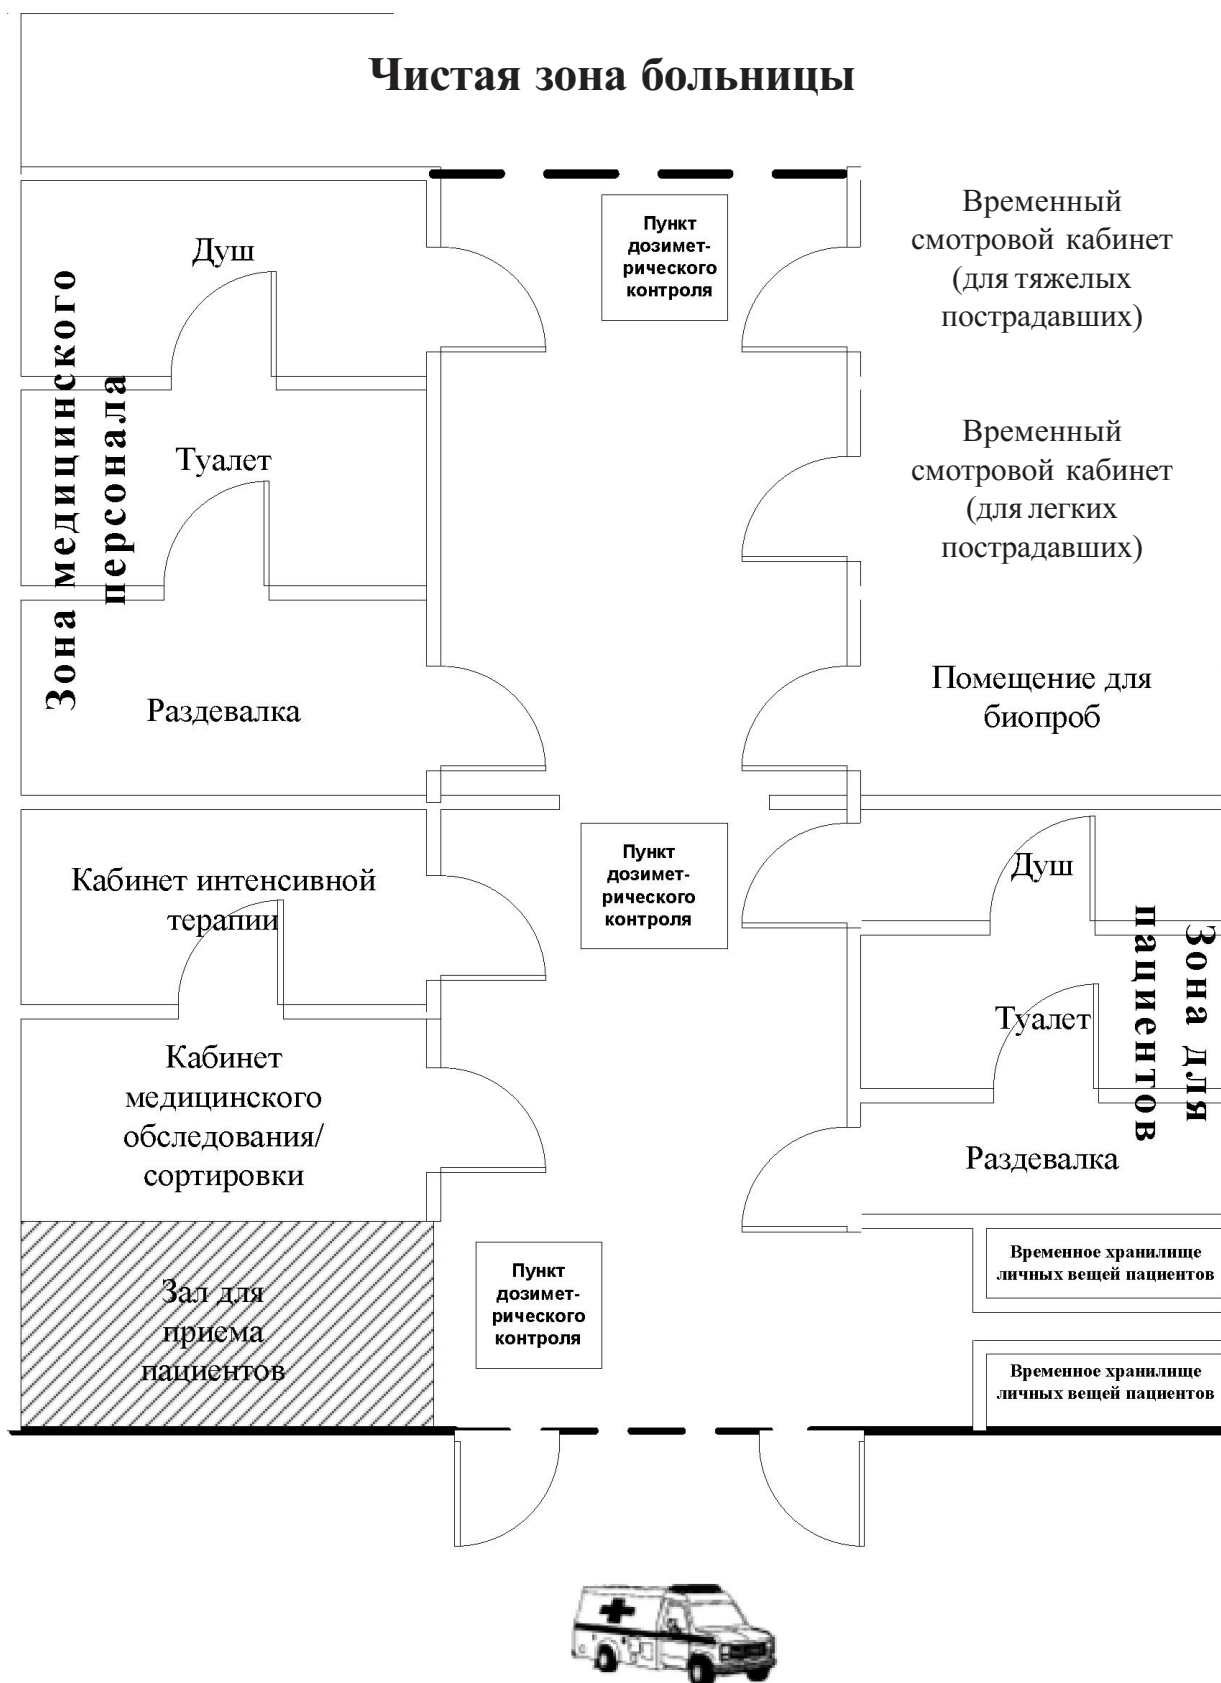 Чистая зона больницы
Пункт
дозимет-
рического
контроля
Временный
смотровой кабинет
(для тяжелых
пострадавших)
Душ
Зона медицинского
персонала
Туалет
Временный
смотровой кабинет
(для легких
пострадавших)
Раздевалка
Помещение для
биопроб
Кабинет интенсивной
терапии
Пункт
дозимет-
рического
контроля
Душ
Зона для
пациентов
Туалет
Кабинет
медицинского
обследования/
сортировки
Раздевалка
Зал для
приема
пациентов
Пункт
дозимет-
рического
контроля
Временное хранилище
личных вещей пациентов
Временное хранилище
личных вещей пациентов